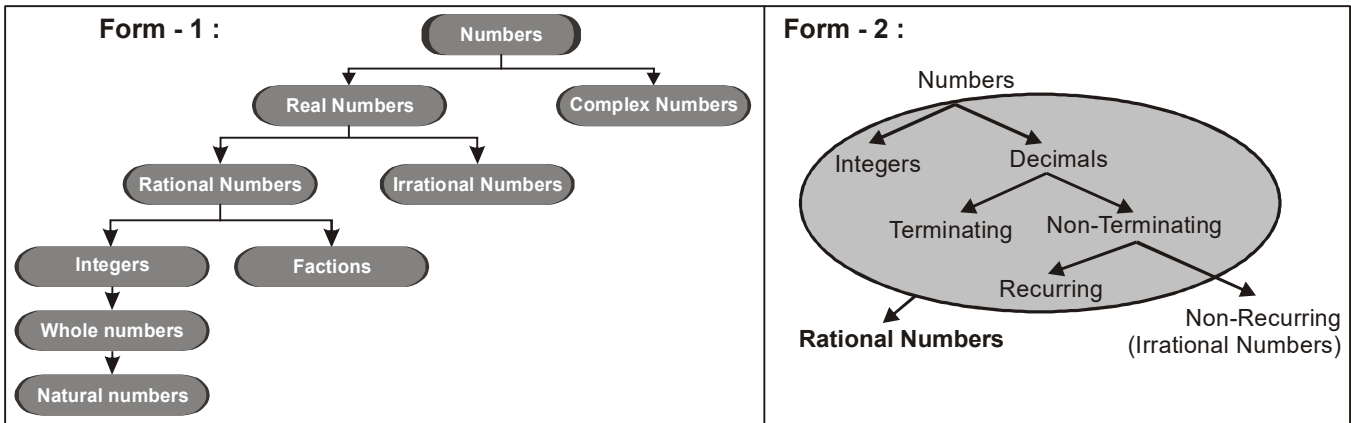 Form - 1 :
Numbers
Real Numbers
Complex Numbers
Rational Numbers
Irrational Numbers
Integers
Factions
Whole numbers
Natural numbers
Form - 2 :
Numbers
Integers
Decimals
Terminating
Non-Terminating
Recurring
Rational Numbers
Non-Recurring
(Irrational Numbers)